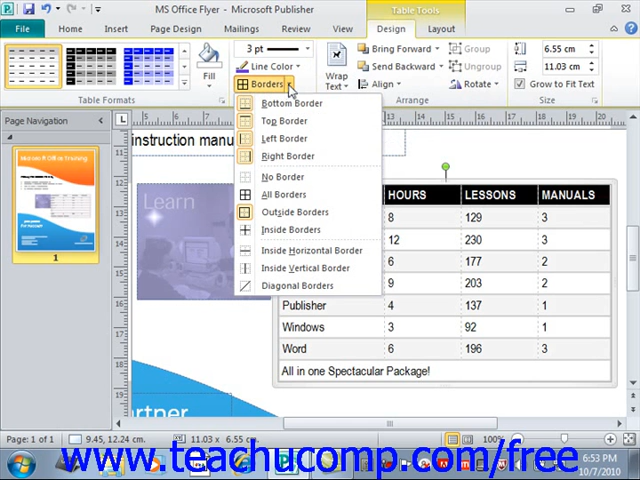 MS Office Flyer - Microsoft Publisher
Table Tools
File Home Insert Page Design Mailings Review View Design Layout
3 pt
Line Color
Borders
Fill
Wrap Text
Bring Forward
Send Backward
Align
Group
Ungroup
Rotate
6.55 cm
11.03 cm
Grow to Fit Text
Table Formats
Arrange
Size
Page Navigation
Bottom Border
Top Border
Left Border
Right Border
No Border
All Borders
Outside Borders
Inside Borders
Inside Horizontal Border
Inside Vertical Border
Diagonal Borders
instruction manu
Learn
HOURS LESSONS MANUALS
8 129 3
12 230 3
6 177 2
9 203 2
Publisher 4 137 1
Windows 3 92 1
Word 6 196 3
All in one Spectacular Package!
1
Page: 1 of 1 9.45, 12.24 cm. 11.03 x 6.55 cm. 100%
www.teachucomp.com/free
6:53 PM
10/7/2010